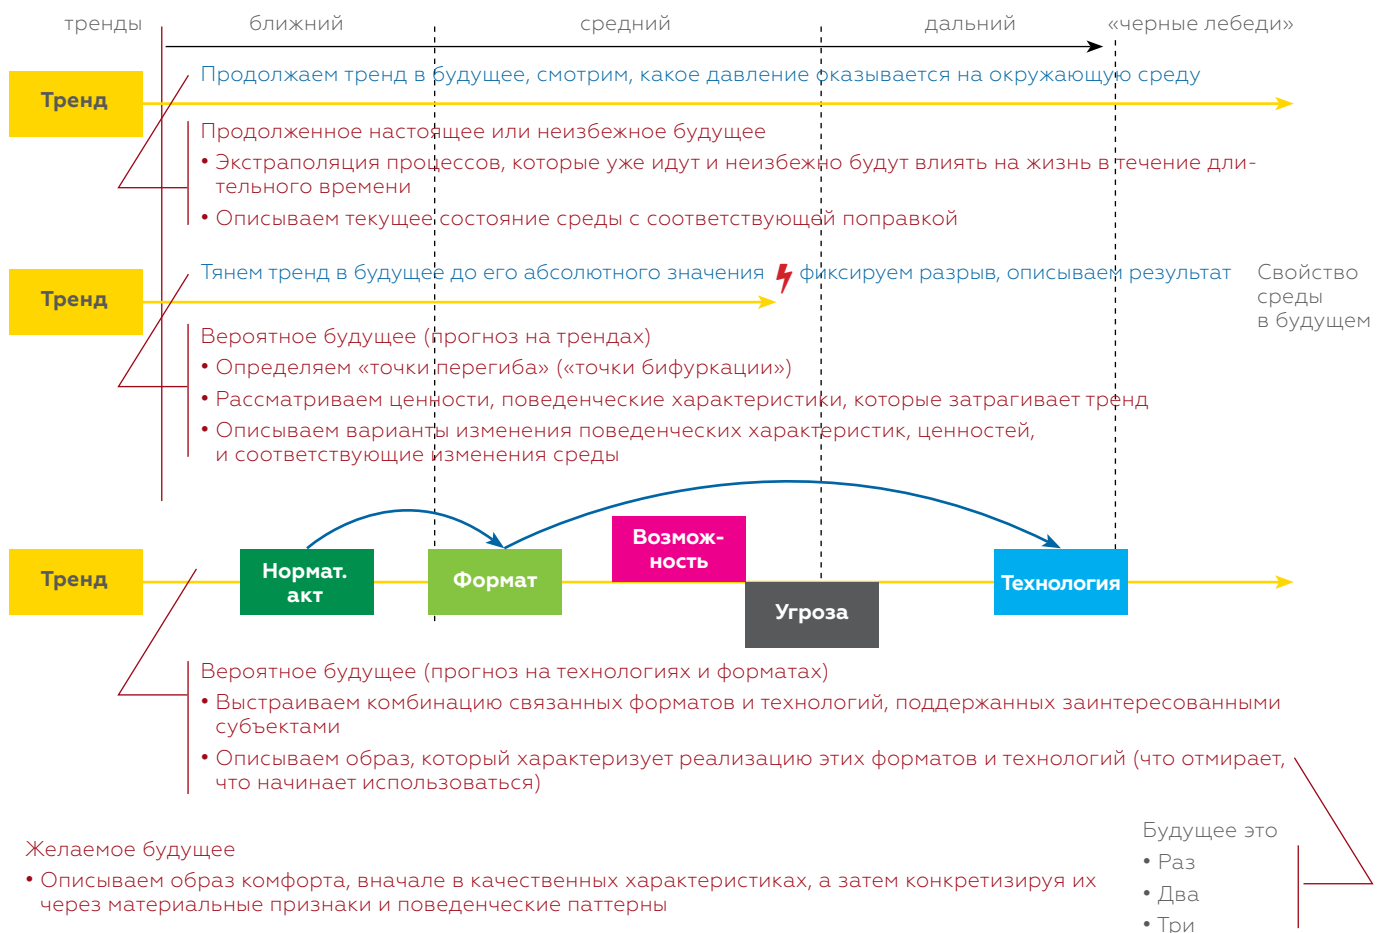 тренды ближний средний дальний «черные лебеди»
Продолжаем тренд в будущее, смотрим, какое давление оказывается на окружающую среду
Тренд
Продолженное настоящее или неизбежное будущее
• Экстраполяция процессов, которые уже идут и неизбежно будут влиять на жизнь в течение дли-
тельного времени
• Описываем текущее состояние среды с соответствующей поправкой
Тянем тренд в будущее до его абсолютного значения фиксируем разрыв, описываем результат
Тренд
Свойство
среды
в будущем
Вероятное будущее (прогноз на трендах)
• Определяем «точки перегиба» («точки бифуркации»)
• Рассматриваем ценности, поведенческие характеристики, которые затрагивает тренд
• Описываем варианты изменения поведенческих характеристик, ценностей,
и соответствующие изменения среды
Тренд
Нормат.
акт
Формат
Возмож-
ность
Угроза
Технология
Вероятное будущее (прогноз на технологиях и форматах)
• Выстраиваем комбинацию связанных форматов и технологий, поддержанных заинтересованными
субъектами
• Описываем образ, который характеризует реализацию этих форматов и технологий (что отмирает,
что начинает использоваться)
Желаемое будущее
• Описываем образ комфорта, вначале в качественных характеристиках, а затем конкретизируя их
через материальные признаки и поведенческие паттерны
Будущее это
• Раз
• Два
• Три